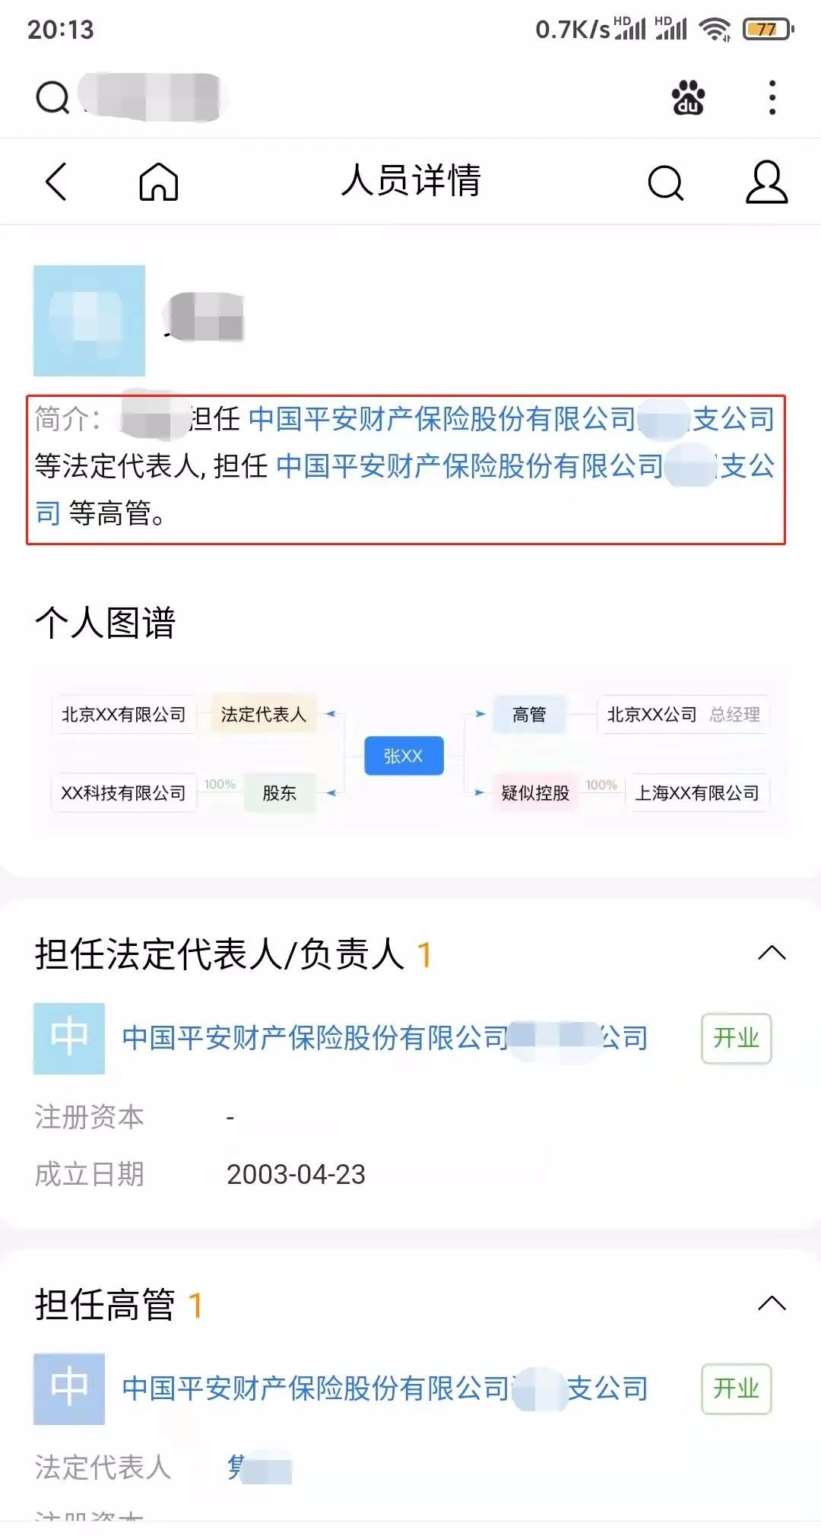 20:13
0.7K/s HD HD 77
du
人员详情
简介: 担任 中国平安财产保险股份有限公司 支公司
等法定代表人, 担任 中国平安财产保险股份有限公司 支公
司 等高管。
个人图谱
北京XX有限公司 法定代表人 高管 北京XX公司 总经理
张XX
XX科技有限公司 100% 股东 疑似控股 100% 上海XX有限公司
担任法定代表人/负责人 1
中 中国平安财产保险股份有限公司 公司 开业
注册资本 -
成立日期 2003-04-23
担任高管 1
中 中国平安财产保险股份有限公司 支公司 开业
法定代表人
注册资本